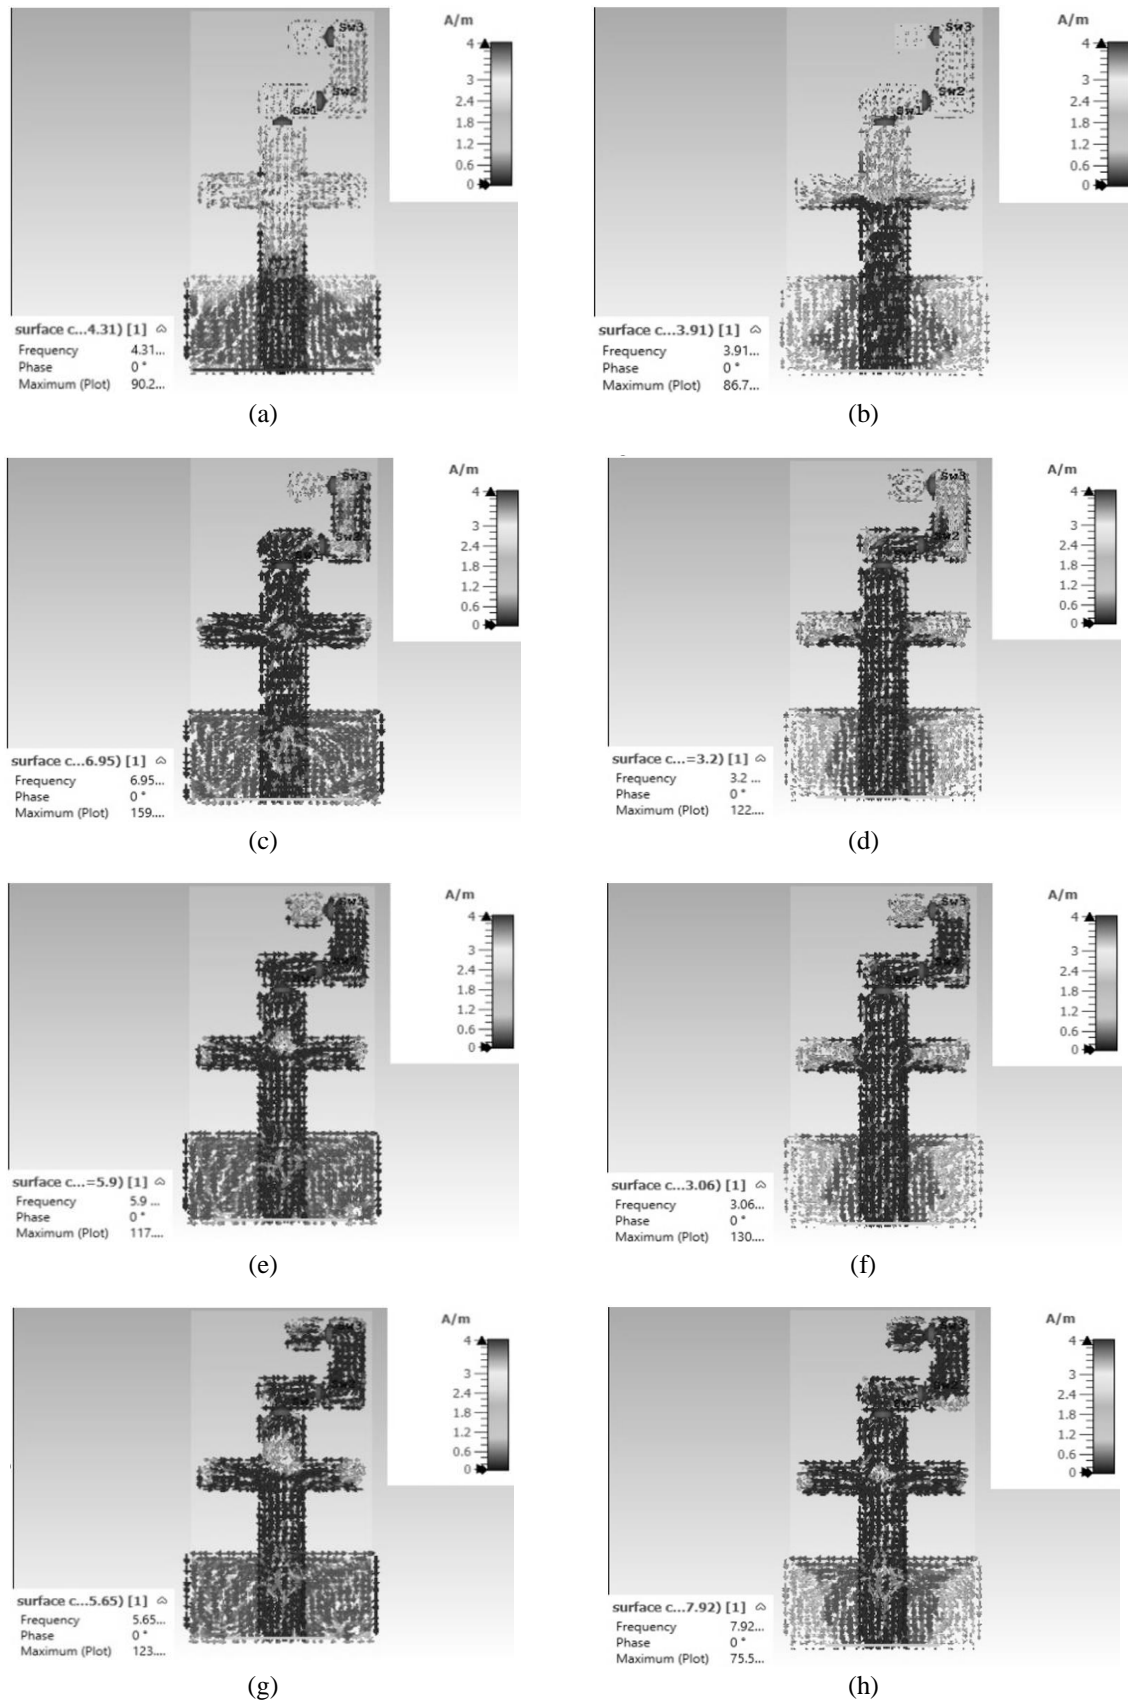 A/m
4
3
2.4
1.8
1.2
0.6
0
Sw3
Sw2
Sw1
surface c...4.31) [1]
Frequency 4.31...
Phase 0 °
Maximum (Plot) 90.2...
(a)
A/m
4
3
2.4
1.8
1.2
0.6
0
Sw3
Sw2
Sw1
surface c...3.91) [1]
Frequency 3.91...
Phase 0 °
Maximum (Plot) 86.7...
(b)
A/m
4
3
2.4
1.8
1.2
0.6
0
Sw3
Sw2
surface c...6.95) [1]
Frequency 6.95...
Phase 0 °
Maximum (Plot) 159....
(c)
A/m
4
3
2.4
1.8
1.2
0.6
0
Sw3
Sw2
surface c...=3.2) [1]
Frequency 3.2 ...
Phase 0 °
Maximum (Plot) 122....
(d)
A/m
4
3
2.4
1.8
1.2
0.6
0
Sw3
surface c...=5.9) [1]
Frequency 5.9 ...
Phase 0 °
Maximum (Plot) 117....
(e)
A/m
4
3
2.4
1.8
1.2
0.6
0
Sw3
Sw2
surface c...3.06) [1]
Frequency 3.06...
Phase 0 °
Maximum (Plot) 130....
(f)
A/m
4
3
2.4
1.8
1.2
0.6
0
Sw3
surface c...5.65) [1]
Frequency 5.65...
Phase 0 °
Maximum (Plot) 123....
(g)
A/m
4
3
2.4
1.8
1.2
0.6
0
Sw3
Sw2
surface c...7.92) [1]
Frequency 7.92...
Phase 0 °
Maximum (Plot) 75.5...
(h)